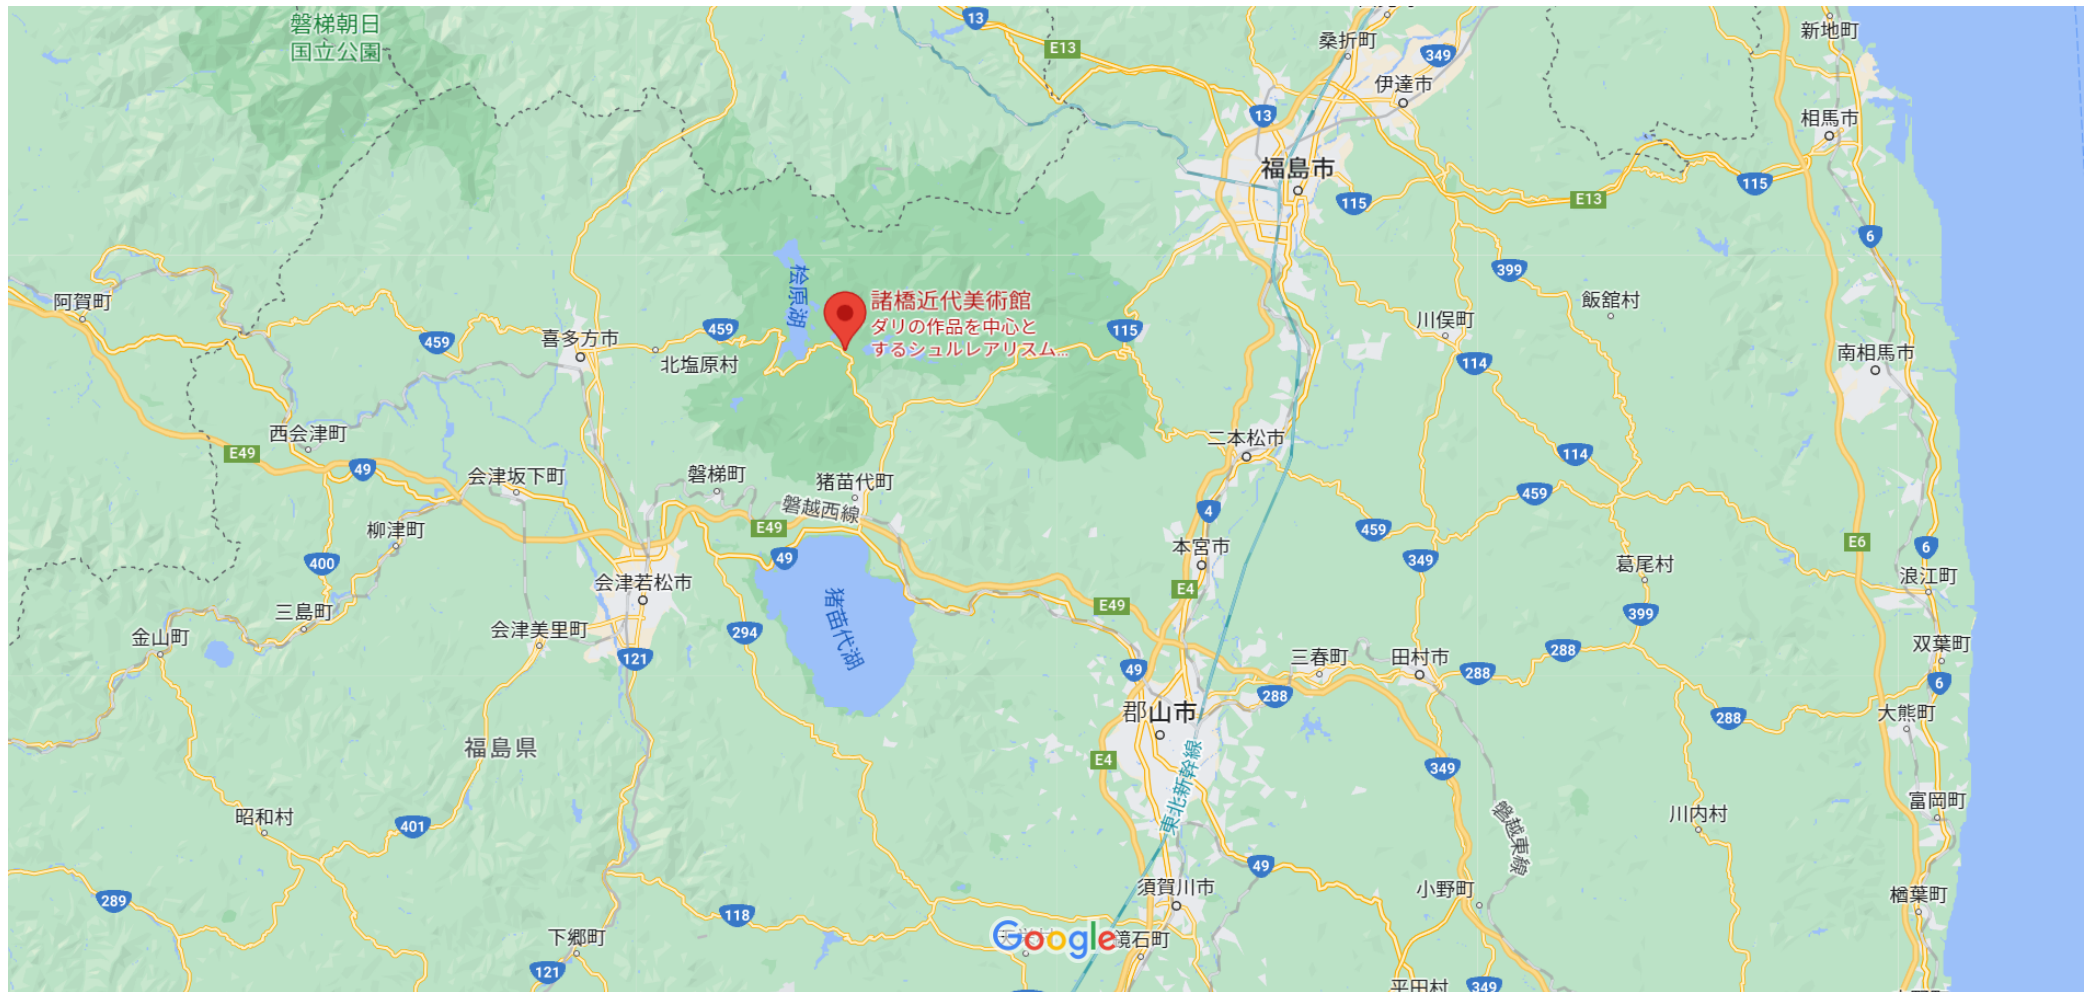 磐梯朝日
国立公園
13
E13
桑折町
349
新地町
伊達市
13
相馬市
福島市
115
115
E13
6
399
桧原湖
阿賀町
諸橋近代美術館
ダリの作品を中心と
するシュルレアリスム...
飯舘村
459
喜多方市
459
115
川俣町
北塩原村
114
南相馬市
西会津町
E49
49
二本松市
114
会津坂下町
磐梯町
猪苗代町
磐越西線
459
4
E49
459
柳津町
49
本宮市
349
E6
6
400
会津若松市
猪苗代湖
E4
葛尾村
浪江町
三島町
E49
399
金山町
会津美里町
294
双葉町
121
49
三春町
田村市
288
288
288
6
郡山市
288
大熊町
福島県
E4
東北新幹線
349
昭和村
401
磐越東線
富岡町
川内村
49
289
118
須賀川市
小野町
楢葉町
下郷町
Google
鏡石町
121
平田村
349